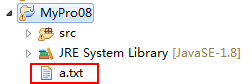 MyPro08
src
JRE System Library [JavaSE-1.8]
a.txt